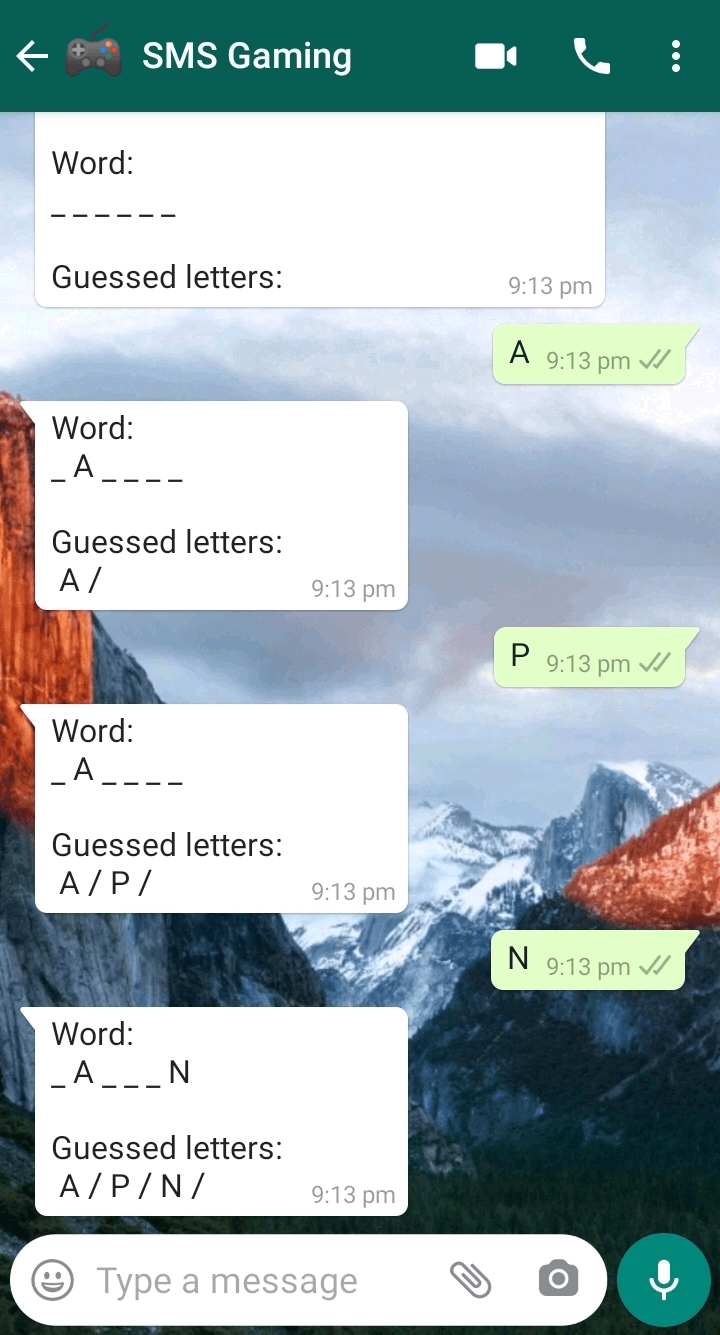 SMS Gaming
Word:
_ _ _ _ _ _
Guessed letters:
9:13 pm
A 9:13 pm
Word:
_ A _ _ _ _
Guessed letters:
A /
9:13 pm
P 9:13 pm
Word:
_ A _ _ _ _
Guessed letters:
A / P /
9:13 pm
N 9:13 pm
Word:
_ A _ _ _ N
Guessed letters:
A / P / N /
9:13 pm
Type a message